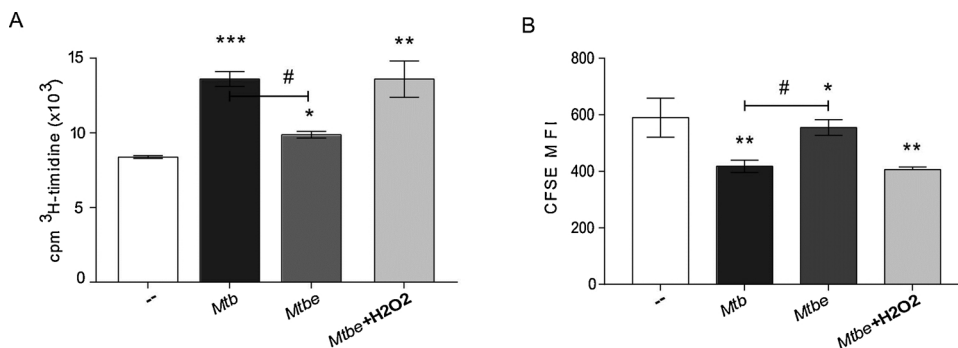 A
cpm ³H-timidine (x10³)
15
10
5
0
***
#
*
**
--
Mtb
Mtbe
Mtbe+H2O2
B
CFSE MFI
800
600
400
200
0
**
#
*
**
--
Mtb
Mtbe
Mtbe+H2O2